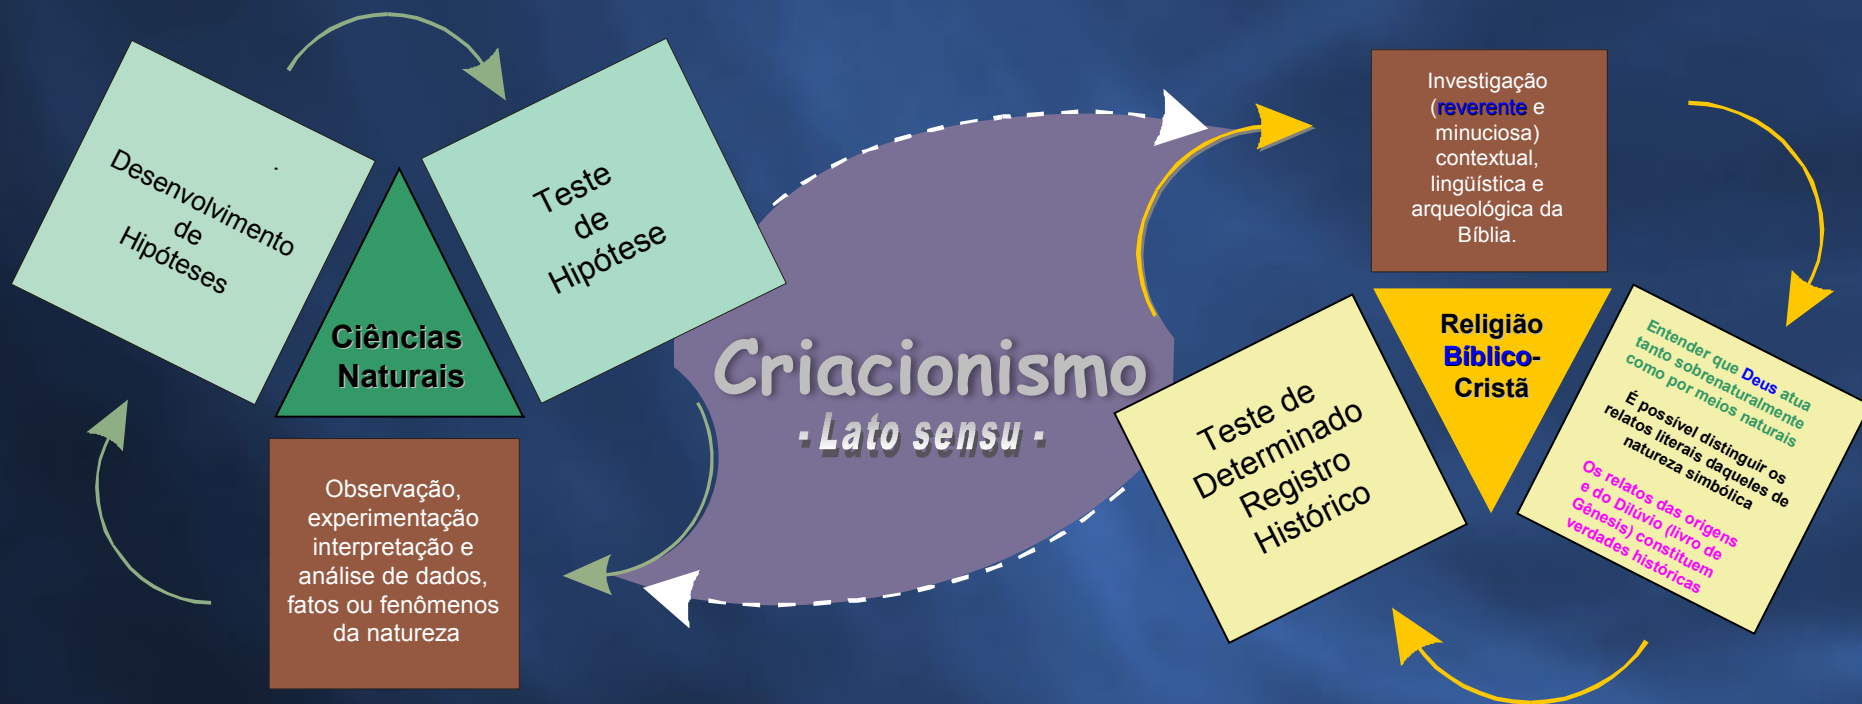 Desenvolvimento
de
Hipóteses
Teste
de
Hipótese
Ciências
Naturais
Observação,
experimentação
interpretação e
análise de dados,
fatos ou fenômenos
da natureza
Criacionismo
- Lato sensu -
Investigação
(reverente e
minuciosa)
contextual,
lingüística e
arqueológica da
Bíblia.
Religião
Bíblico-
Cristã
Entender que Deus atua
tanto sobrenaturalmente
como por meios naturais
É possível distinguir os
relatos literais daqueles de
natureza simbólica
Os relatos das origens
e do Dilúvio (livro de
Gênesis) constituem
verdades históricas
Teste de
Determinado
Registro
Histórico